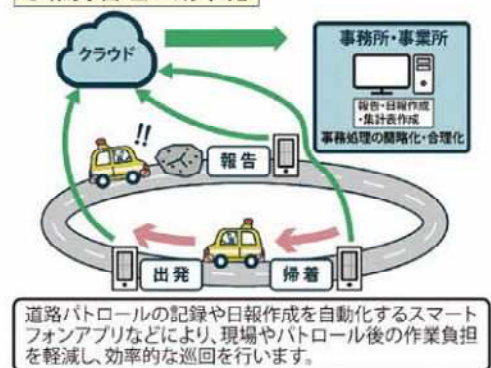 クラウド
事務所・事業所
報告・日報作成
・集計表作成
事務処理の簡略化・合理化
!!
報告
出発
帰着
道路パトロールの記録や日報作成を自動化するスマート
フォンアプリなどにより、現場やパトロール後の作業負担
を軽減し、効率的な巡回を行います。